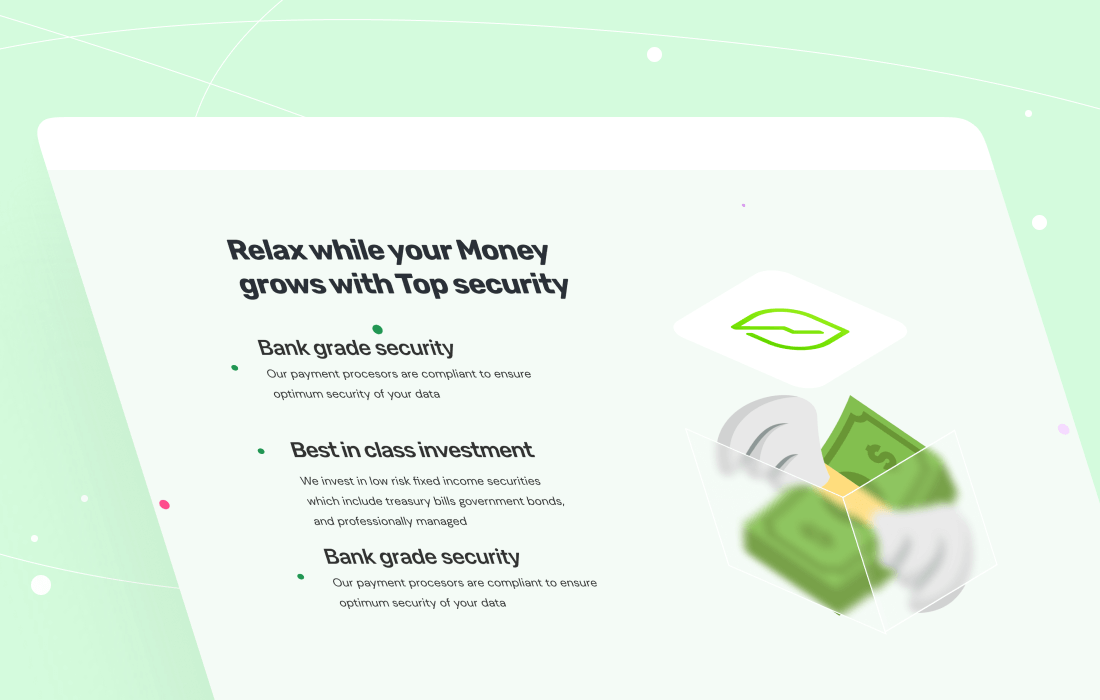 Relax while your Money
grows with Top security
Bank grade security
Our payment procesors are compliant to ensure
optimum security of your data
Best in class investment
We invest in low risk fixed income securities
which include treasury bills government bonds,
and professionally managed
Bank grade security
Our payment procesors are compliant to ensure
optimum security of your data